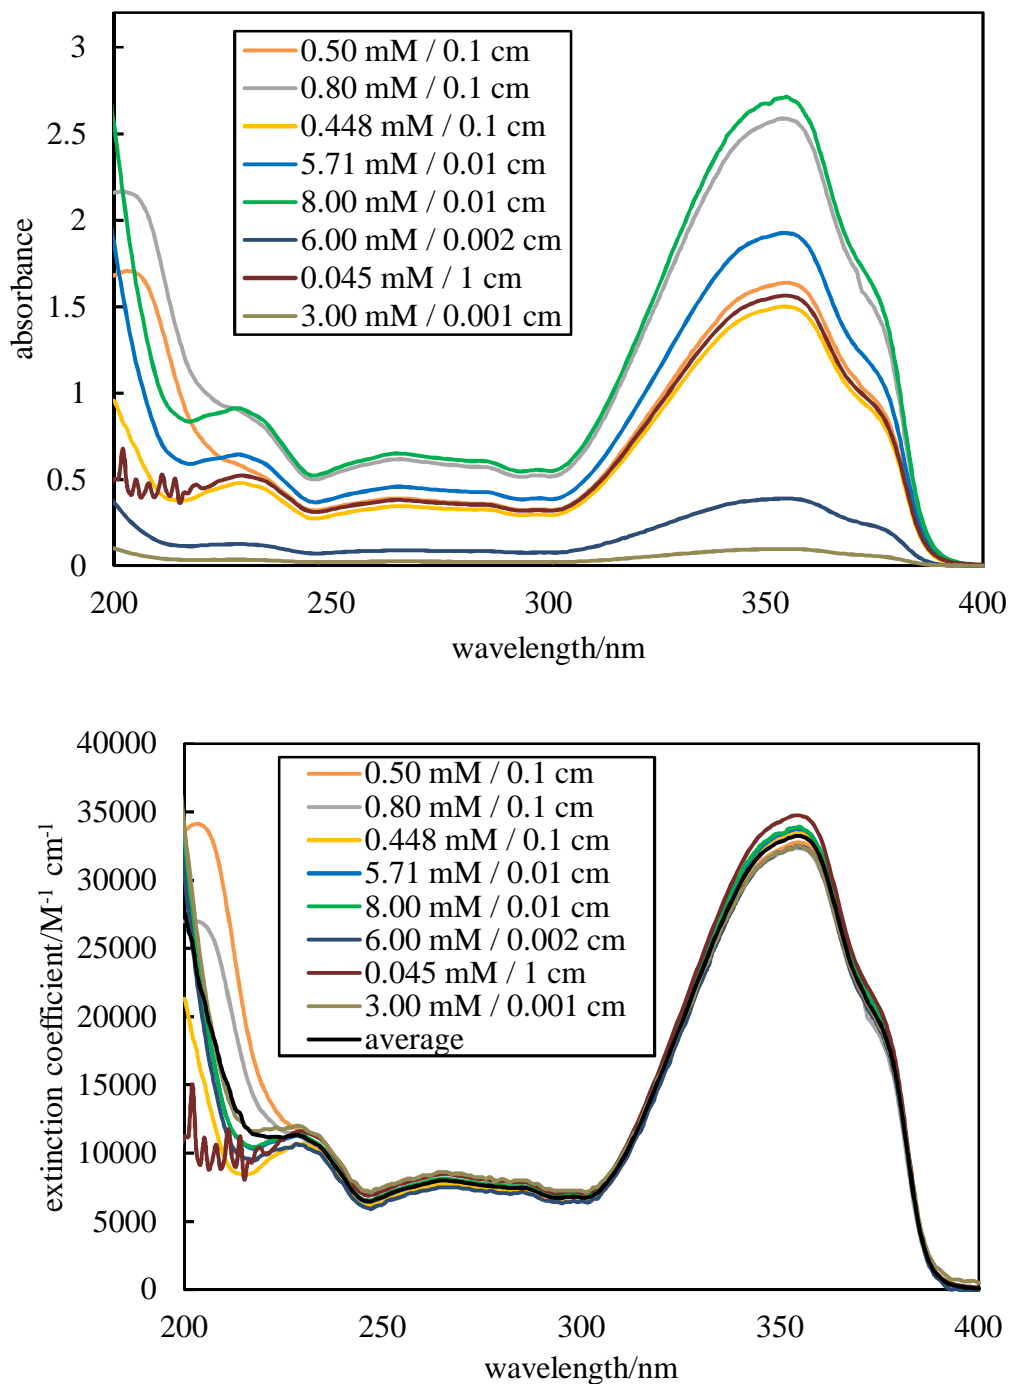 3
2.5
2
1.5
1
0.5
0
absorbance
0.50 mM / 0.1 cm
0.80 mM / 0.1 cm
0.448 mM / 0.1 cm
5.71 mM / 0.01 cm
8.00 mM / 0.01 cm
6.00 mM / 0.002 cm
0.045 mM / 1 cm
3.00 mM / 0.001 cm
200 250 300 350 400
wavelength/nm
40000
35000
30000
25000
20000
15000
10000
5000
0
extinction coefficient/M⁻¹ cm⁻¹
0.50 mM / 0.1 cm
0.80 mM / 0.1 cm
0.448 mM / 0.1 cm
5.71 mM / 0.01 cm
8.00 mM / 0.01 cm
6.00 mM / 0.002 cm
0.045 mM / 1 cm
3.00 mM / 0.001 cm
average
200 250 300 350 400
wavelength/nm